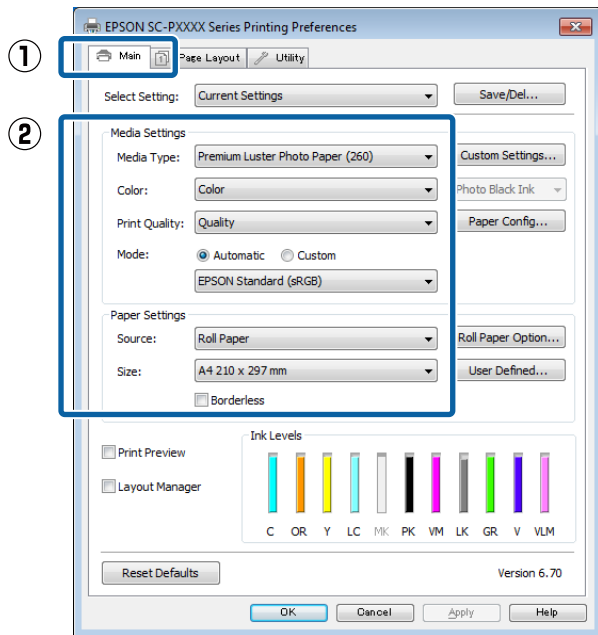 EPSON SC-PXXXX Series Printing Preferences
① Main Page Layout Utility
Select Setting: Current Settings Save/Del...
②
Media Settings
Media Type: Premium Luster Photo Paper (260) Custom Settings...
Color: Color Photo Black Ink
Print Quality: Quality Paper Config...
Mode: Automatic Custom
EPSON Standard (sRGB)
Paper Settings
Source: Roll Paper Roll Paper Option...
Size: A4 210 x 297 mm User Defined...
Borderless
Ink Levels
Print Preview
Layout Manager
C OR Y LC MK PK VM LK GR V VLM
Reset Defaults Version 6.70
OK Cancel Apply Help